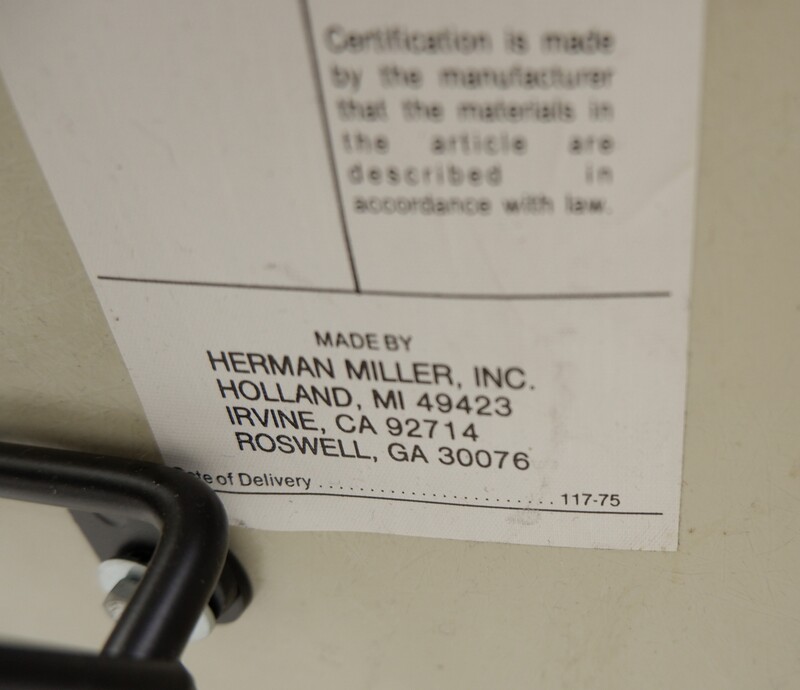 Certification is made
by the manufacturer
that the materials in
the article are
described in
accordance with law.
MADE BY
HERMAN MILLER, INC.
HOLLAND, MI 49423
IRVINE, CA 92714
ROSWELL, GA 30076
Date of Delivery ........................ 117-75